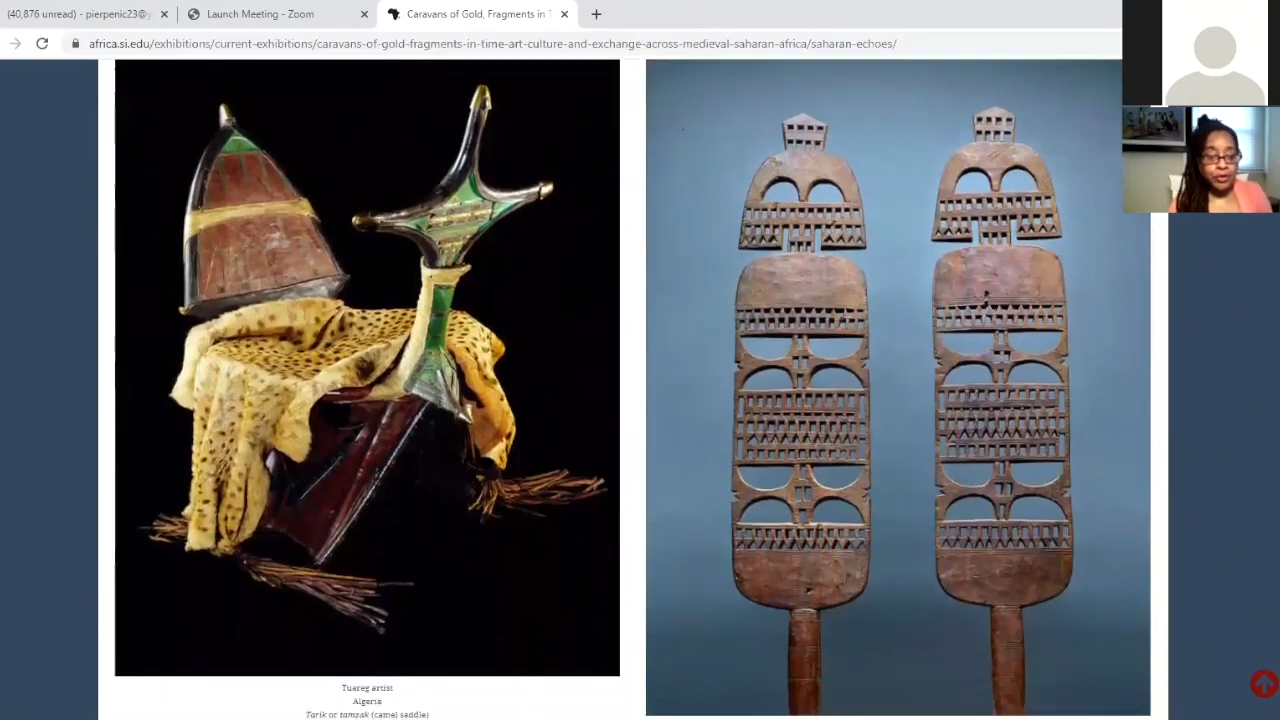 (40,876 unread) - pierpenic23@y
Launch Meeting - Zoom
Caravans of Gold, Fragments in T
africa.si.edu/exhibitions/current-exhibitions/caravans-of-gold-fragments-in-time-art-culture-and-exchange-across-medieval-saharan-africa/saharan-echoes/
Tuareg artist
Algeria
Tarik or tamzak (camel saddle)